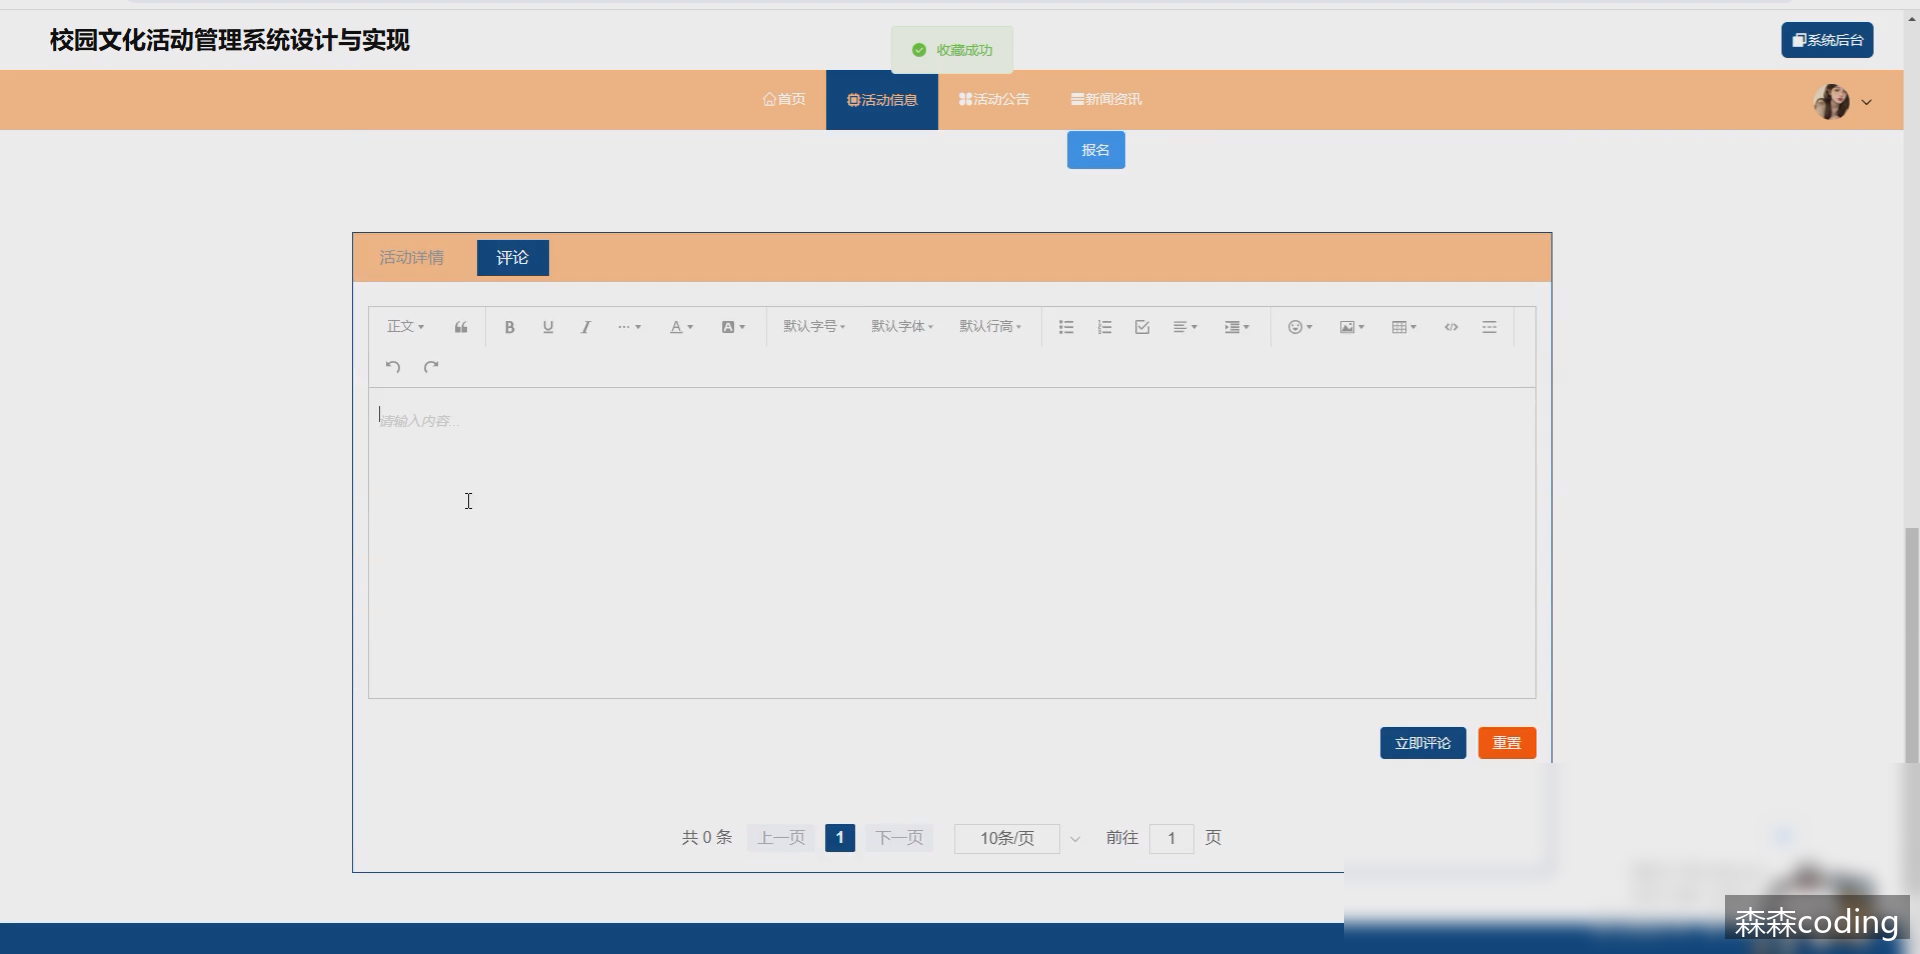 校园文化活动管理系统设计与实现
收藏成功
系统后台
首页
活动信息
活动公告
新闻资讯
报名
活动详情
评论
正文
B
U
I
A
A
默认字号
默认字体
默认行高
请输入内容...
立即评论
重置
共 0 条
上一页
1
下一页
10条/页
前往
1
页
森森coding